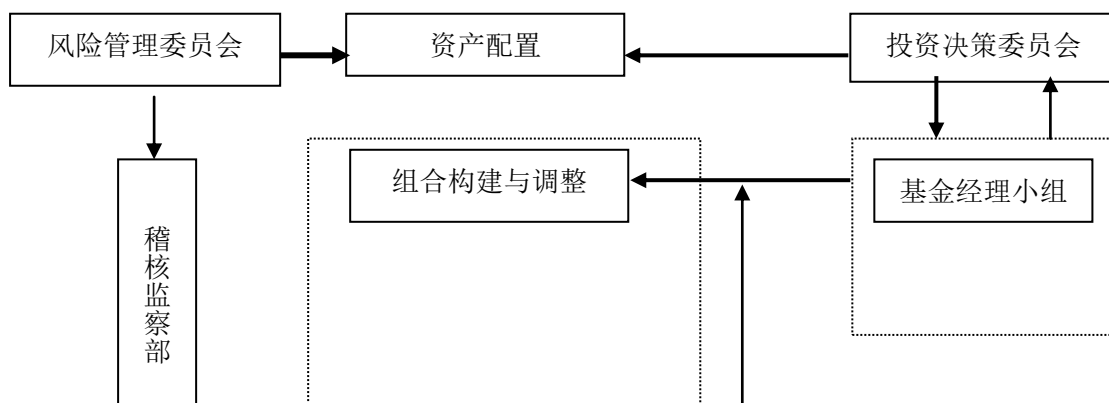 风险管理委员会
资产配置
投资决策委员会
组合构建与调整
基金经理小组
稽核监察部